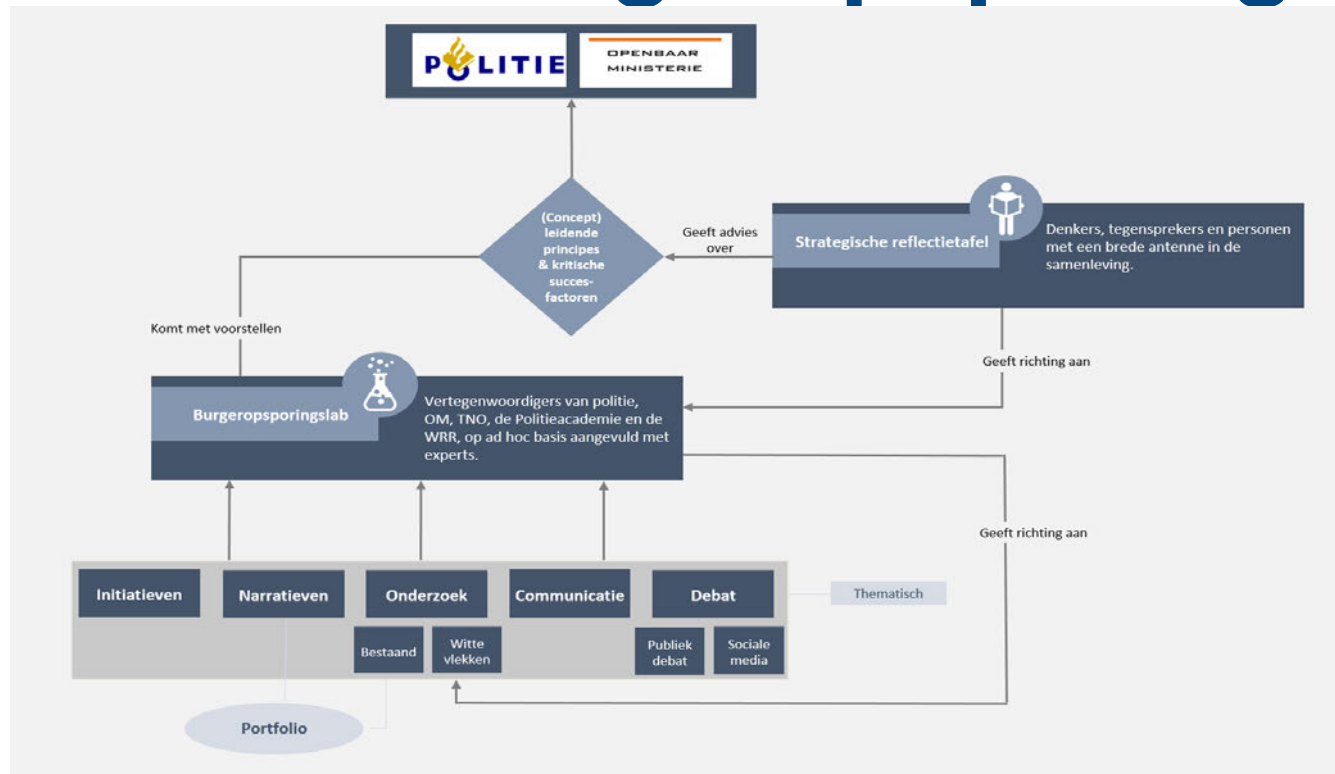 POLITIE
OPENBAAR
MINISTERIE
(Concept)
leidende
principes
& kritische
succes-
factoren
Geeft advies
over
Strategische reflectietafel
Denkers, tegensprekers en personen
met een brede antenne in de
samenleving.
Komt met voorstellen
Geeft richting aan
Burgeropsporingslab
Vertegenwoordigers van politie,
OM, TNO, de Politieacademie en de
WRR, op ad hoc basis aangevuld met
experts.
Geeft richting aan
Initiatieven
Narratieven
Onderzoek
Communicatie
Debat
Thematisch
Bestaand
Witte
vlekken
Publiek
debat
Sociale
media
Portfolio